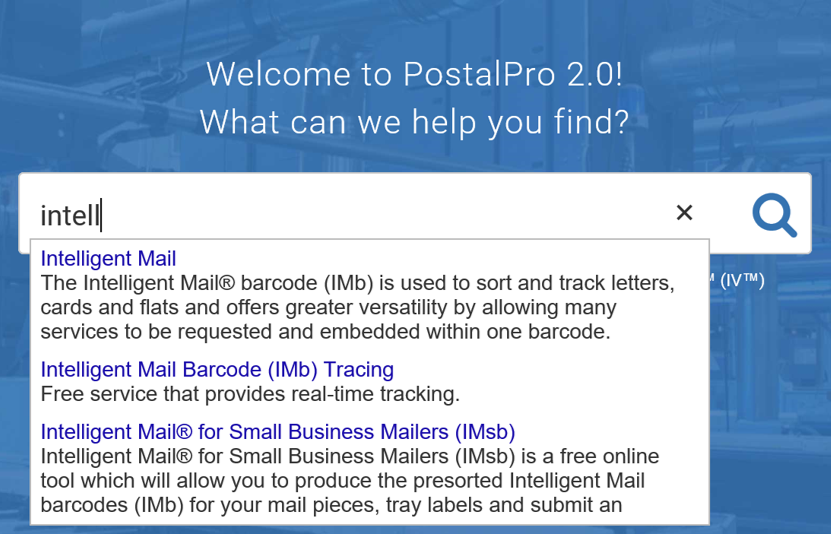 Welcome to PostalPro 2.0!
What can we help you find?
intell
Intelligent Mail
The Intelligent Mail® barcode (IMb) is used to sort and track letters,
cards and flats and offers greater versatility by allowing many
services to be requested and embedded within one barcode.
(IV™)
Intelligent Mail Barcode (IMb) Tracing
Free service that provides real-time tracking.
Intelligent Mail® for Small Business Mailers (IMsb)
Intelligent Mail® for Small Business Mailers (IMsb) is a free online
tool which will allow you to produce the presorted Intelligent Mail
barcodes (IMb) for your mail pieces, tray labels and submit an